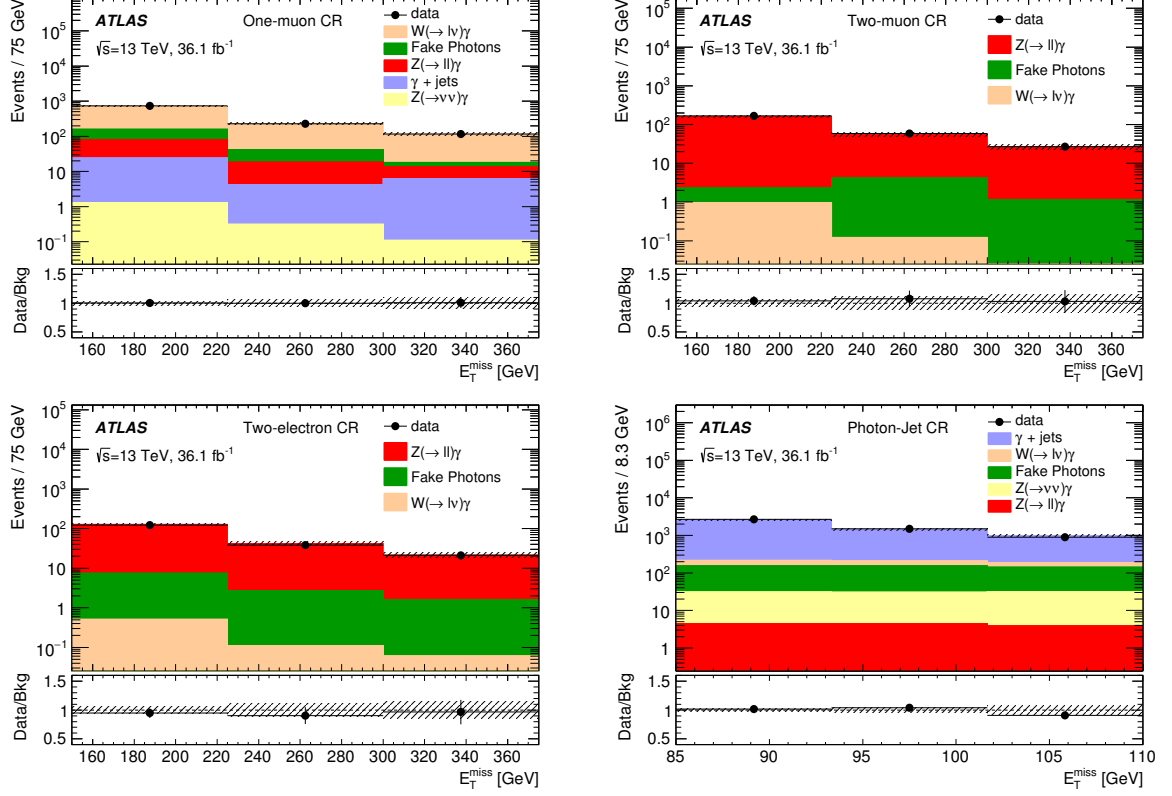 ATLAS
One-muon CR
√s=13 TeV, 36.1 fb⁻¹
data
W(→ lν)γ
Fake Photons
Z(→ ll)γ
γ + jets
Z(→νν)γ
Events / 75 GeV
10⁵
10⁴
10³
10²
10
1
10⁻¹
Data/Bkg
1.5
1
0.5
160 180 200 220 240 260 280 300 320 340 360
E_T^miss [GeV]
ATLAS
Two-muon CR
√s=13 TeV, 36.1 fb⁻¹
data
Z(→ ll)γ
Fake Photons
W(→ lν)γ
Events / 75 GeV
10⁵
10⁴
10³
10²
10
1
10⁻¹
Data/Bkg
1.5
1
0.5
160 180 200 220 240 260 280 300 320 340 360
E_T^miss [GeV]
ATLAS
Two-electron CR
√s=13 TeV, 36.1 fb⁻¹
data
Z(→ ll)γ
Fake Photons
W(→ lν)γ
Events / 75 GeV
10⁵
10⁴
10³
10²
10
1
10⁻¹
Data/Bkg
1.5
1
0.5
160 180 200 220 240 260 280 300 320 340 360
E_T^miss [GeV]
ATLAS
Photon-Jet CR
√s=13 TeV, 36.1 fb⁻¹
data
γ + jets
W(→ lν)γ
Fake Photons
Z(→νν)γ
Z(→ ll)γ
Events / 8.3 GeV
10⁶
10⁵
10⁴
10³
10²
10
1
Data/Bkg
1.5
1
0.5
85 90 95 100 105 110
E_T^miss [GeV]